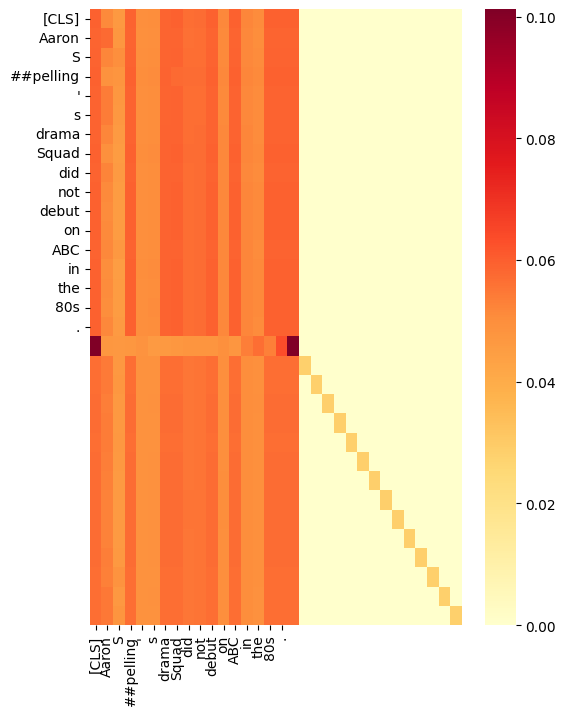 [CLS]
Aaron
S
##pelling
'
s
drama
Squad
did
not
debut
on
ABC
in
the
80s
.
0.10
0.08
0.06
0.04
0.02
0.00
[CLS]
Aaron
S
##pelling
'
s
drama
Squad
did
not
debut
on
ABC
in
the
80s
.